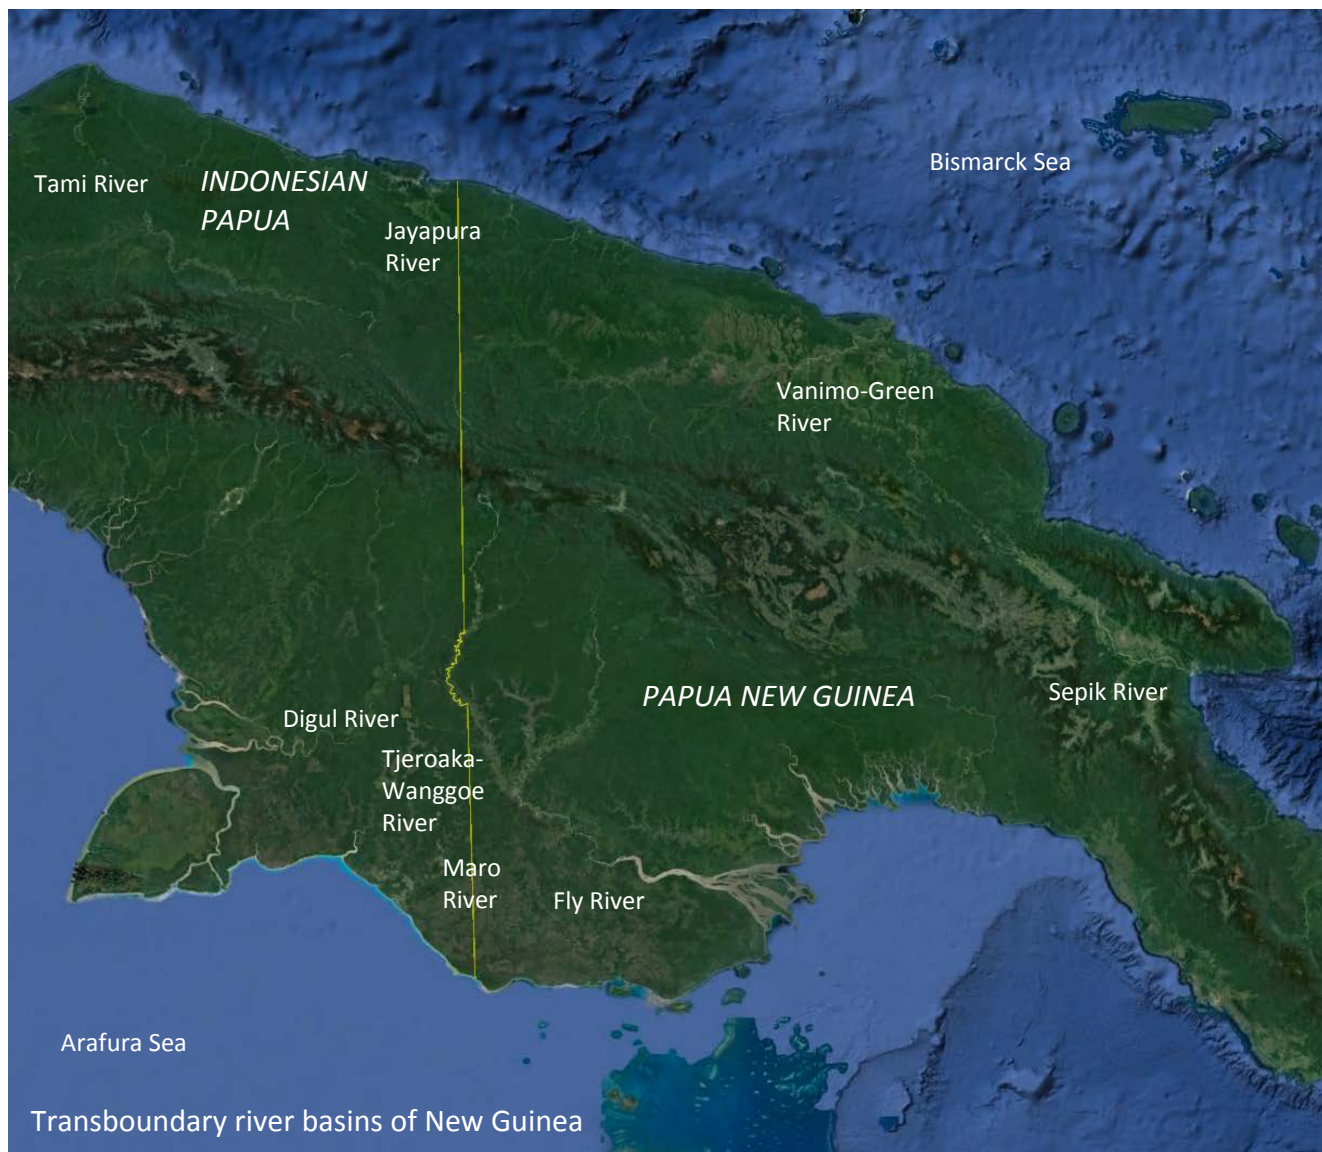 Bismarck Sea
Tami River
INDONESIAN
PAPUA
Jayapura
River
Vanimo-Green
River
PAPUA NEW GUINEA
Sepik River
Digul River
Tjeroaka-
Wanggoe
River
Maro
River
Fly River
Arafura Sea
Transboundary river basins of New Guinea